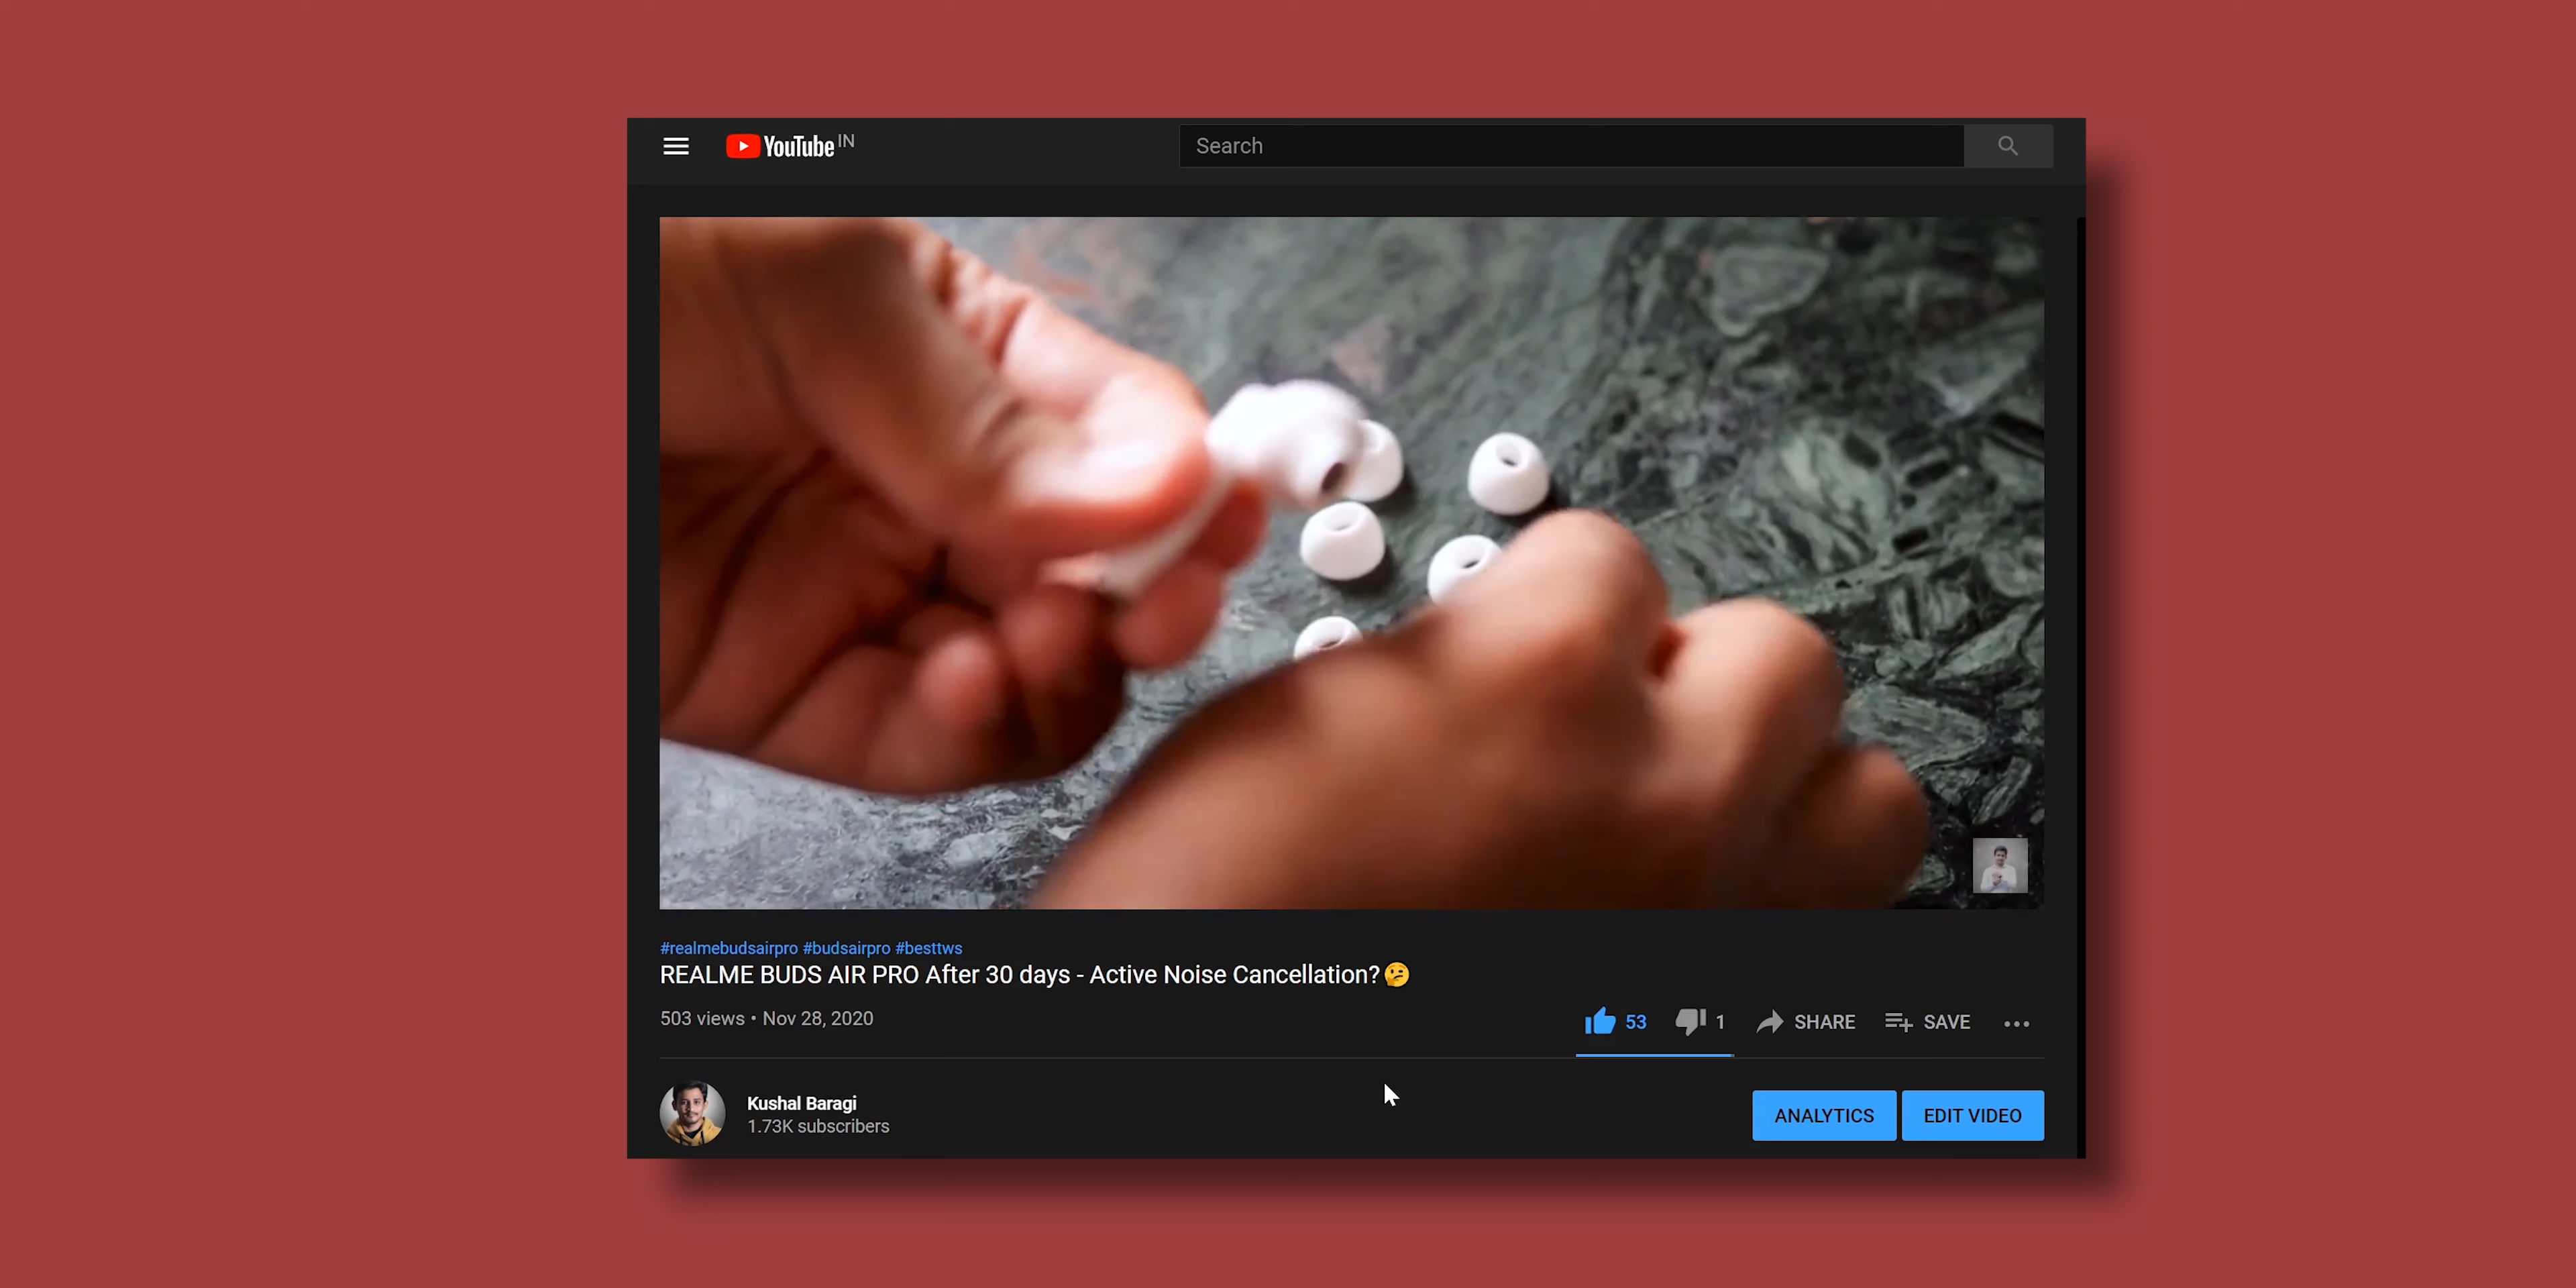 YouTube IN
Search
#realmebudsairpro #budsairpro #besttws
REALME BUDS AIR PRO After 30 days - Active Noise Cancellation?🤔
503 views • Nov 28, 2020
53 1 SHARE SAVE
Kushal Baragi
1.73K subscribers
ANALYTICS EDIT VIDEO